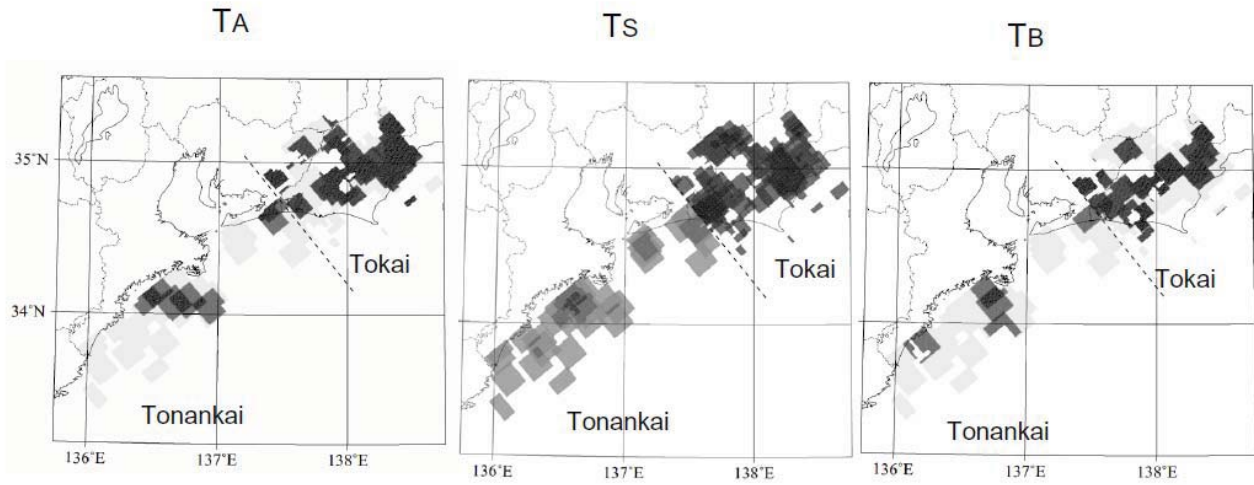 TA
TS
TB
35°N
34°N
Tokai
Tonankai
136°E
137°E
138°E
Tokai
Tonankai
136°E
137°E
138°E
Tokai
Tonankai
136°E
137°E
138°E